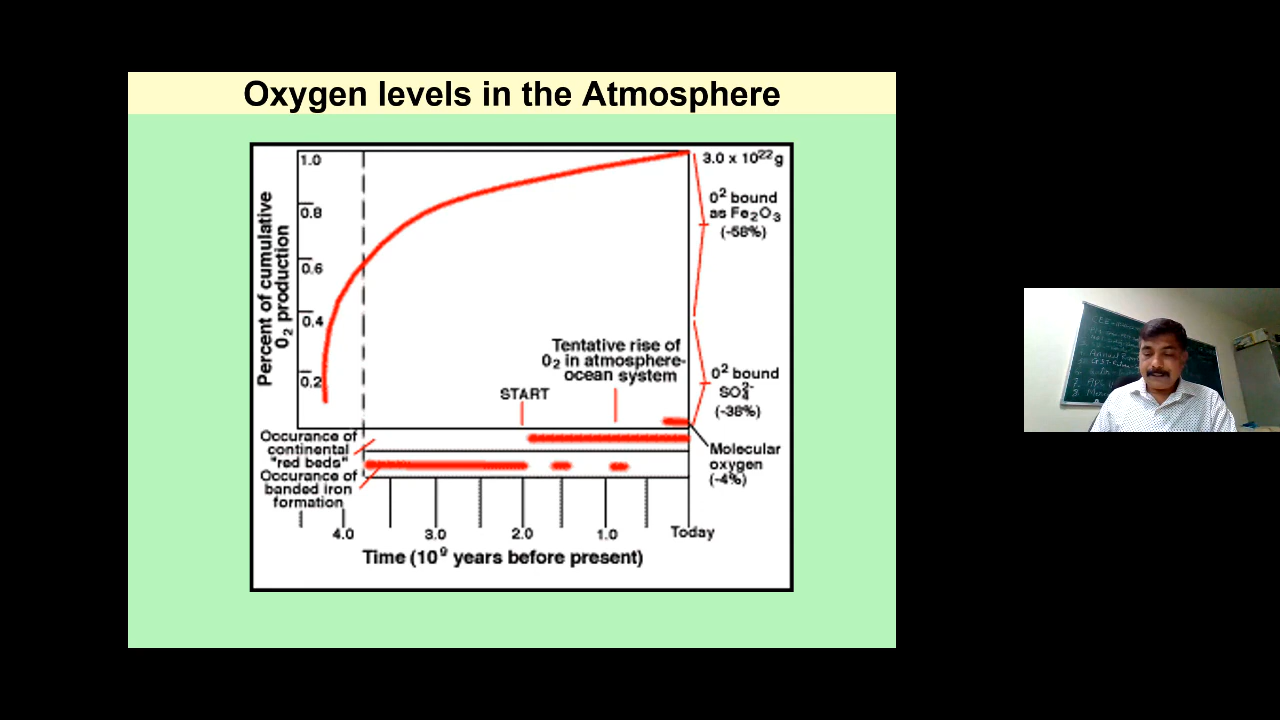 Oxygen levels in the Atmosphere
Percent of cumulative
O₂ production
1.0
0.8
0.6
0.4
0.2
3.0 x 10²²g
0² bound
as Fe₂O₃
(-58%)
Tentative rise of
0₂ in atmosphere-
ocean system
START
0² bound
SO₄²⁻
(-38%)
Molecular
oxygen
(-4%)
Occurance of
continental
"red beds"
Occurance of
banded iron
formation
4.0
3.0
2.0
1.0
Today
Time (10⁹ years before present)